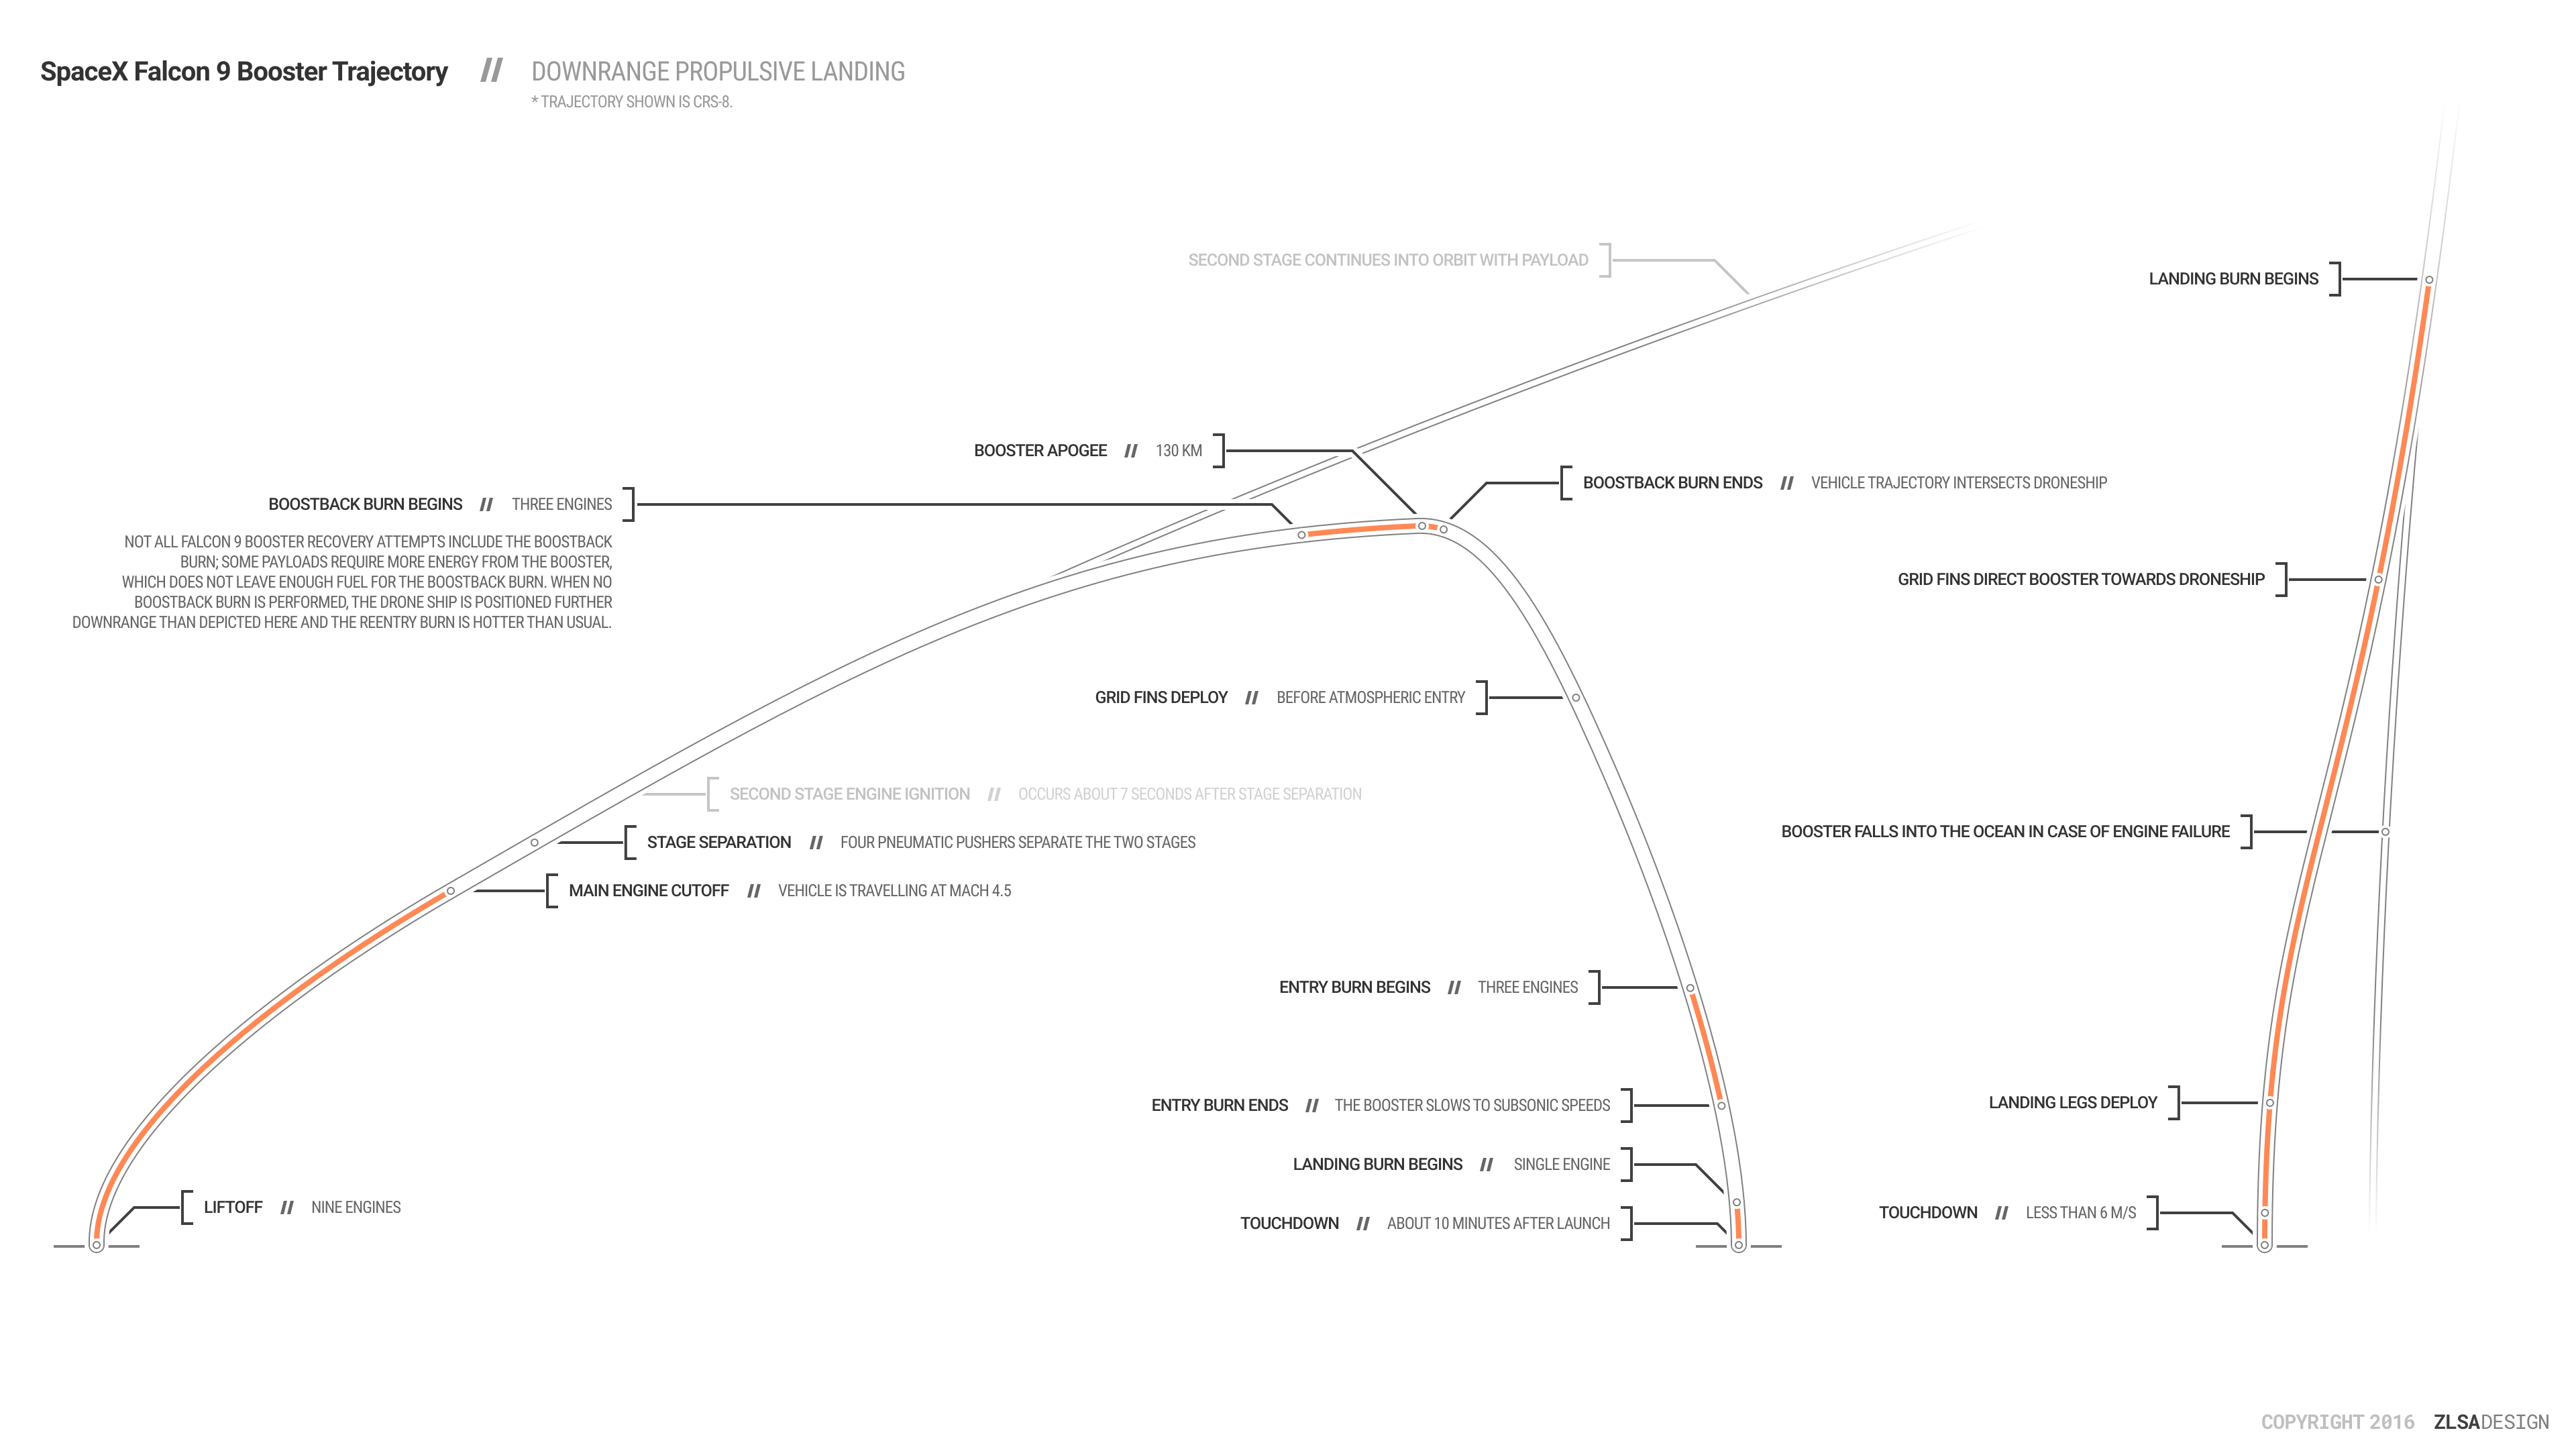 SpaceX Falcon 9 Booster Trajectory // DOWNRANGE PROPULSIVE LANDING
* TRAJECTORY SHOWN IS CRS-8.
SECOND STAGE CONTINUES INTO ORBIT WITH PAYLOAD
LANDING BURN BEGINS
BOOSTER APOGEE // 130 KM
BOOSTBACK BURN ENDS // VEHICLE TRAJECTORY INTERSECTS DRONESHIP
BOOSTBACK BURN BEGINS // THREE ENGINES
NOT ALL FALCON 9 BOOSTER RECOVERY ATTEMPTS INCLUDE THE BOOSTBACK
BURN; SOME PAYLOADS REQUIRE MORE ENERGY FROM THE BOOSTER,
WHICH DOES NOT LEAVE ENOUGH FUEL FOR THE BOOSTBACK BURN. WHEN NO
BOOSTBACK BURN IS PERFORMED, THE DRONE SHIP IS POSITIONED FURTHER
DOWNRANGE THAN DEPICTED HERE AND THE REENTRY BURN IS HOTTER THAN USUAL.
GRID FINS DIRECT BOOSTER TOWARDS DRONESHIP
GRID FINS DEPLOY // BEFORE ATMOSPHERIC ENTRY
SECOND STAGE ENGINE IGNITION // OCCURS ABOUT 7 SECONDS AFTER STAGE SEPARATION
BOOSTER FALLS INTO THE OCEAN IN CASE OF ENGINE FAILURE
STAGE SEPARATION // FOUR PNEUMATIC PUSHERS SEPARATE THE TWO STAGES
MAIN ENGINE CUTOFF // VEHICLE IS TRAVELLING AT MACH 4.5
ENTRY BURN BEGINS // THREE ENGINES
ENTRY BURN ENDS // THE BOOSTER SLOWS TO SUBSONIC SPEEDS
LANDING LEGS DEPLOY
LANDING BURN BEGINS // SINGLE ENGINE
LIFTOFF // NINE ENGINES
TOUCHDOWN // ABOUT 10 MINUTES AFTER LAUNCH
TOUCHDOWN // LESS THAN 6 M/S
COPYRIGHT 2016 ZLSADESIGN